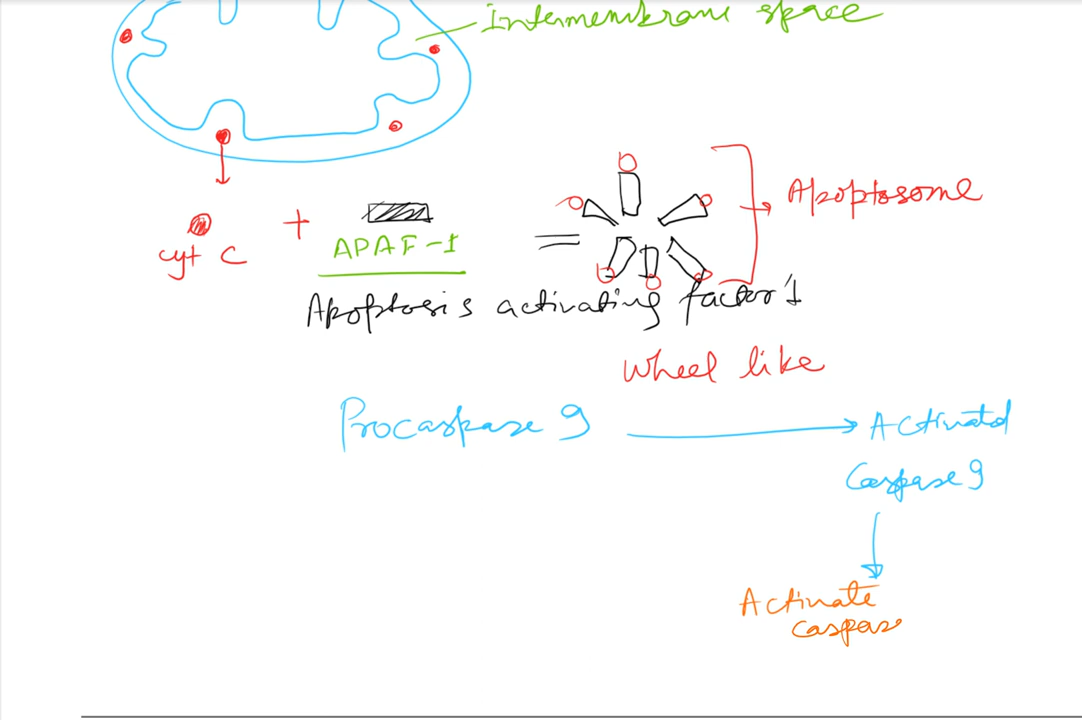 Intermembrane space
Apoptosome
cyt C + APAF-1 =
Apoptosis activating factor 1
Wheel like
Procaspase 9 → Activated
Caspase 9
Activate
caspase